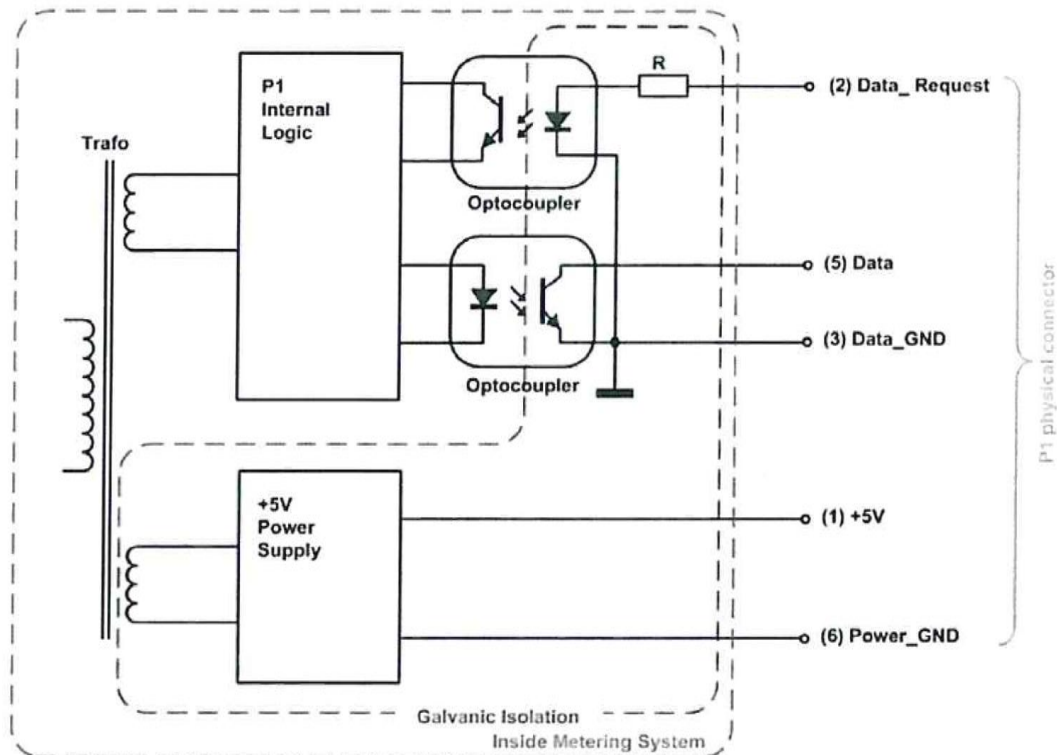 P1
Internal
Logic
R
(2) Data_ Request
Trafo
Optocoupler
(5) Data
(3) Data_GND
Optocoupler
P1 physical connector
+5V
Power
Supply
(1) +5V
(6) Power_GND
Galvanic Isolation
Inside Metering System